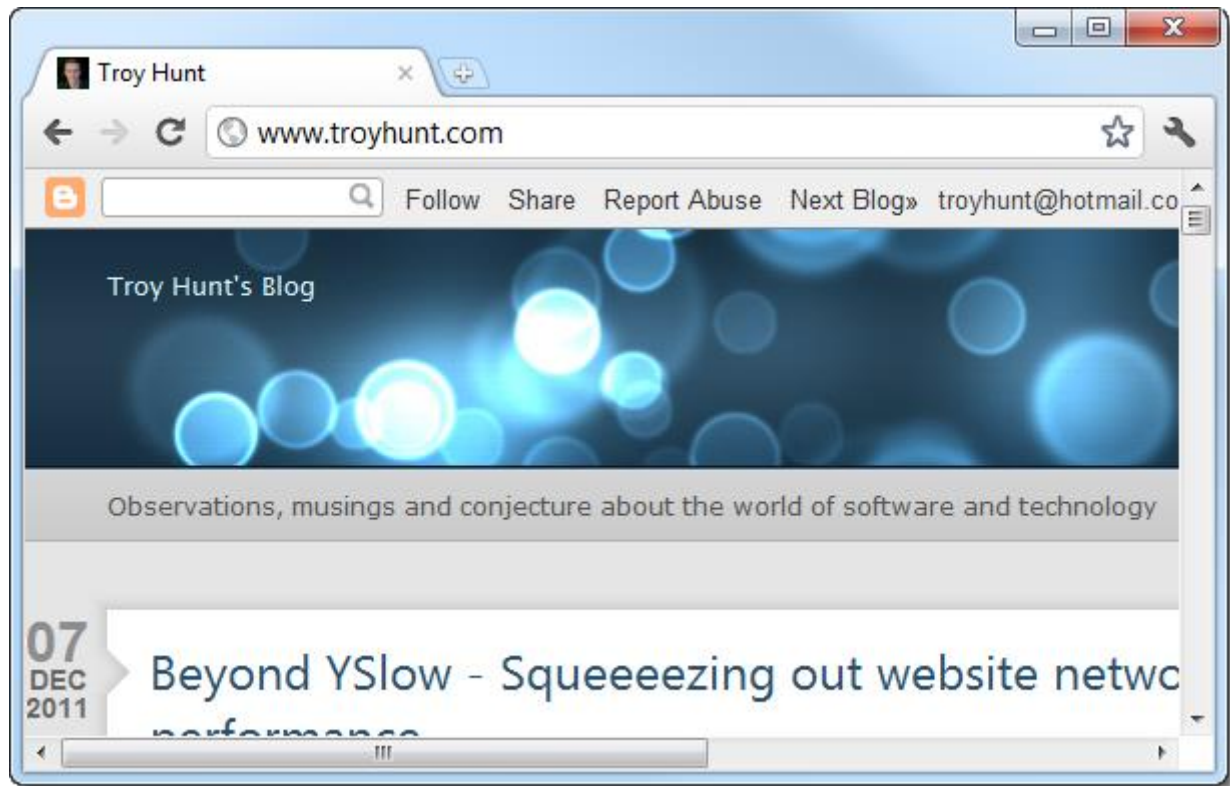 Troy Hunt
www.troyhunt.com
Follow Share Report Abuse Next Blog» troyhunt@hotmail.co
Troy Hunt's Blog
Observations, musings and conjecture about the world of software and technology
07
DEC
2011
Beyond YSlow - Squeeeezing out website netwo
performance